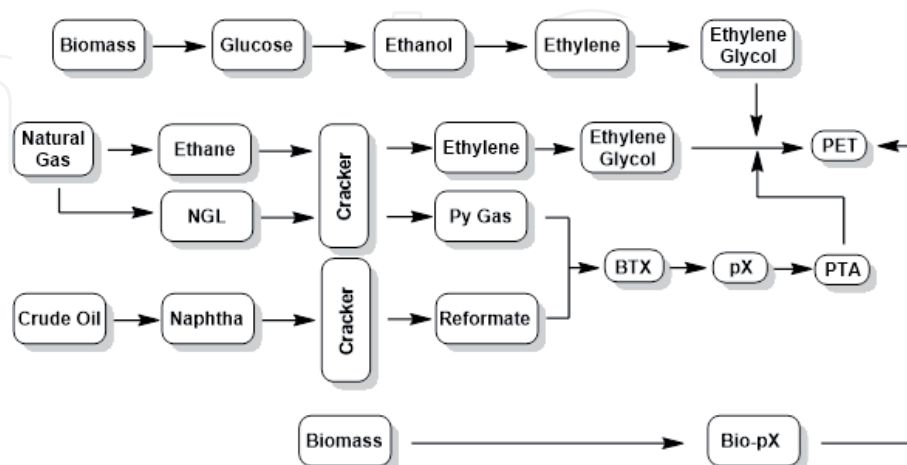 Biomass
Glucose
Ethanol
Ethylene
Ethylene
Glycol
Natural
Gas
Ethane
Cracker
Ethylene
Ethylene
Glycol
PET
NGL
Py Gas
BTX
pX
PTA
Crude Oil
Naphtha
Cracker
Reformate
Biomass
Bio-pX